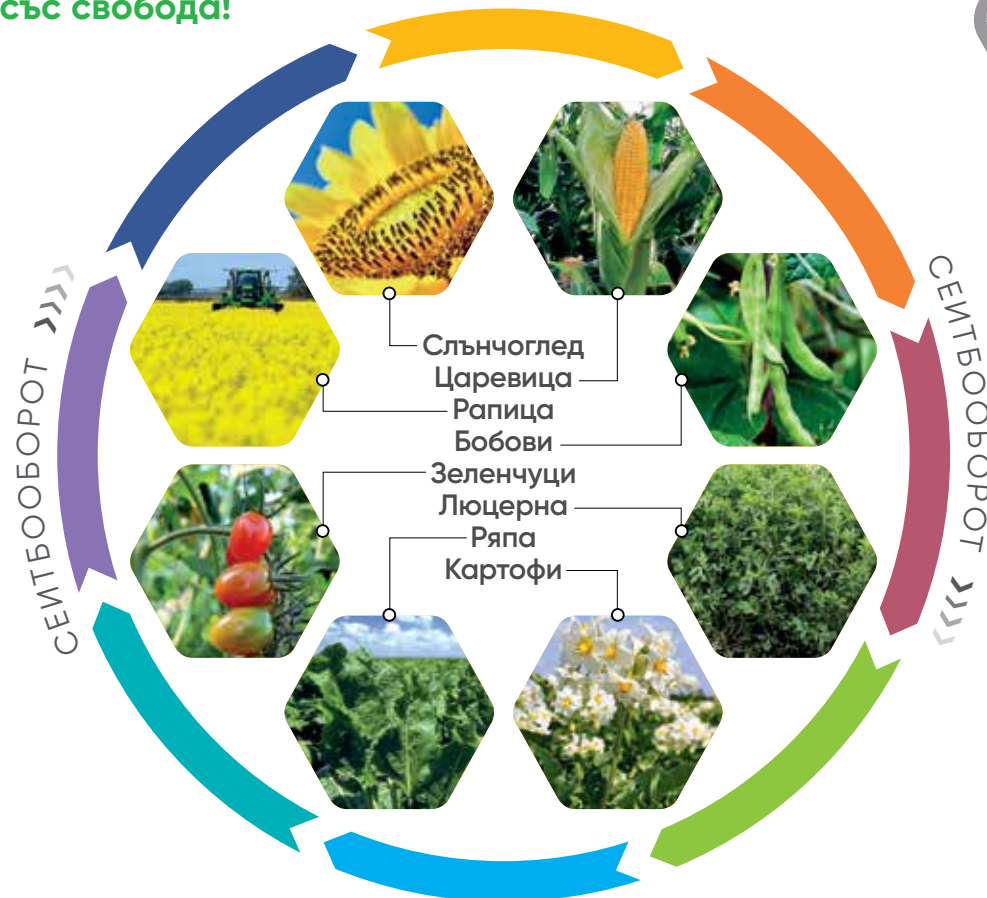 със свобода!
СЕИТБООБОРОТ
СЕИТБООБОРОТ
Слънчоглед
Царевица
Рапица
Бобови
Зеленчуци
Люцерна
Ряпа
Картофи